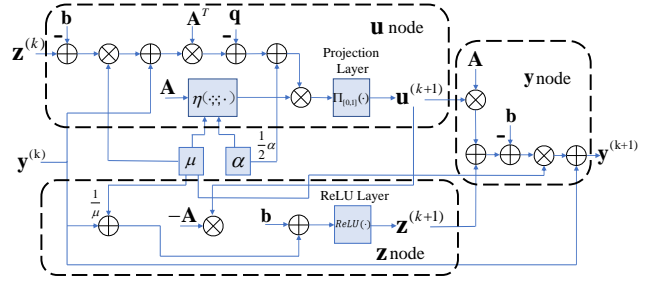 b
-
A^T
-
q
u node
z^(k)
Projection
Layer
A
η(·;·;·)
Π_[0,1](·)
u^(k+1)
A
y node
b
-
y^(k)
μ
α
1/2 α
y^(k+1)
1/μ
ReLU Layer
-A
b
ReLU(·)
z^(k+1)
z node